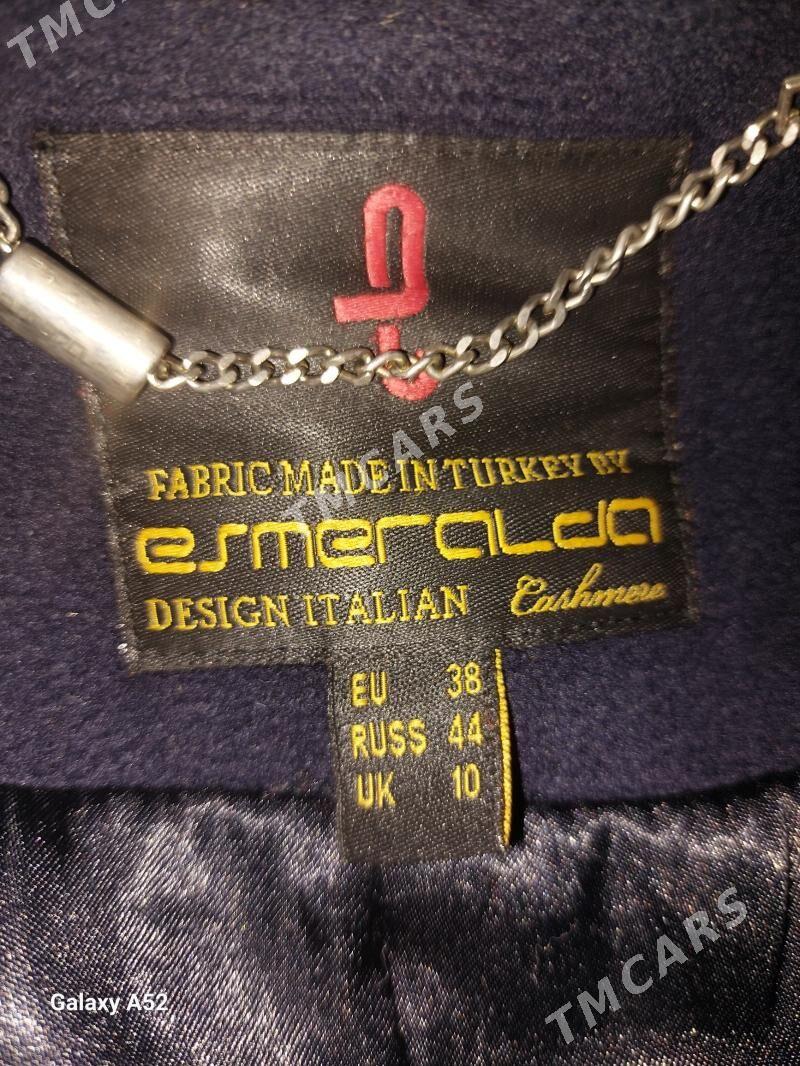 TMCARS
FABRIC MADE IN TURKEY BY
TMCARS
esmeralda
DESIGN ITALIAN Cashmere
EU 38
RUSS 44
UK 10
TMCARS
Galaxy A52